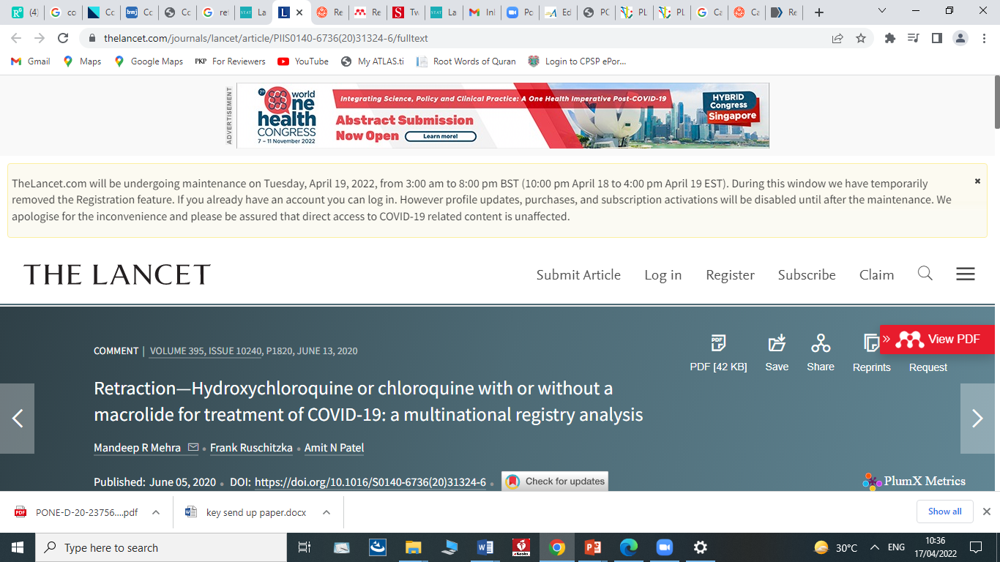 (4)
co
Cc
Cc
Cc
ret
La
L
Re
Re
Tw
La
Inl
Po
Ed
PC
PL
PL
Ca
Ca
Re
thelancet.com/journals/lancet/article/PIIS0140-6736(20)31324-6/fulltext
Gmail Maps Google Maps PKP For Reviewers YouTube My ATLAS.ti Root Words of Quran Login to CPSP ePor...
ADVERTISEMENT
7th world one health CONGRESS
7 – 11 November 2022
Integrating Science, Policy and Clinical Practice: A One Health Imperative Post-COVID-19
Abstract Submission
Now Open Learn more!
HYBRID
Congress
Singapore
TheLancet.com will be undergoing maintenance on Tuesday, April 19, 2022, from 3:00 am to 8:00 pm BST (10:00 pm April 18 to 4:00 pm April 19 EST). During this window we have temporarily
removed the Registration feature. If you already have an account you can log in. However profile updates, purchases, and subscription activations will be disabled until after the maintenance. We
apologise for the inconvenience and please be assured that direct access to COVID-19 related content is unaffected.
THE LANCET
Submit Article Log in Register Subscribe Claim
COMMENT | VOLUME 395, ISSUE 10240, P1820, JUNE 13, 2020
PDF [42 KB] Save Share Reprints Request
View PDF
Retraction—Hydroxychloroquine or chloroquine with or without a
macrolide for treatment of COVID-19: a multinational registry analysis
Mandeep R Mehra • Frank Ruschitzka • Amit N Patel
Published: June 05, 2020 • DOI: https://doi.org/10.1016/S0140-6736(20)31324-6 • Check for updates
PlumX Metrics
PONE-D-20-23756....pdf key send up paper.docx Show all
Type here to search
30°C ENG 10:36
17/04/2022